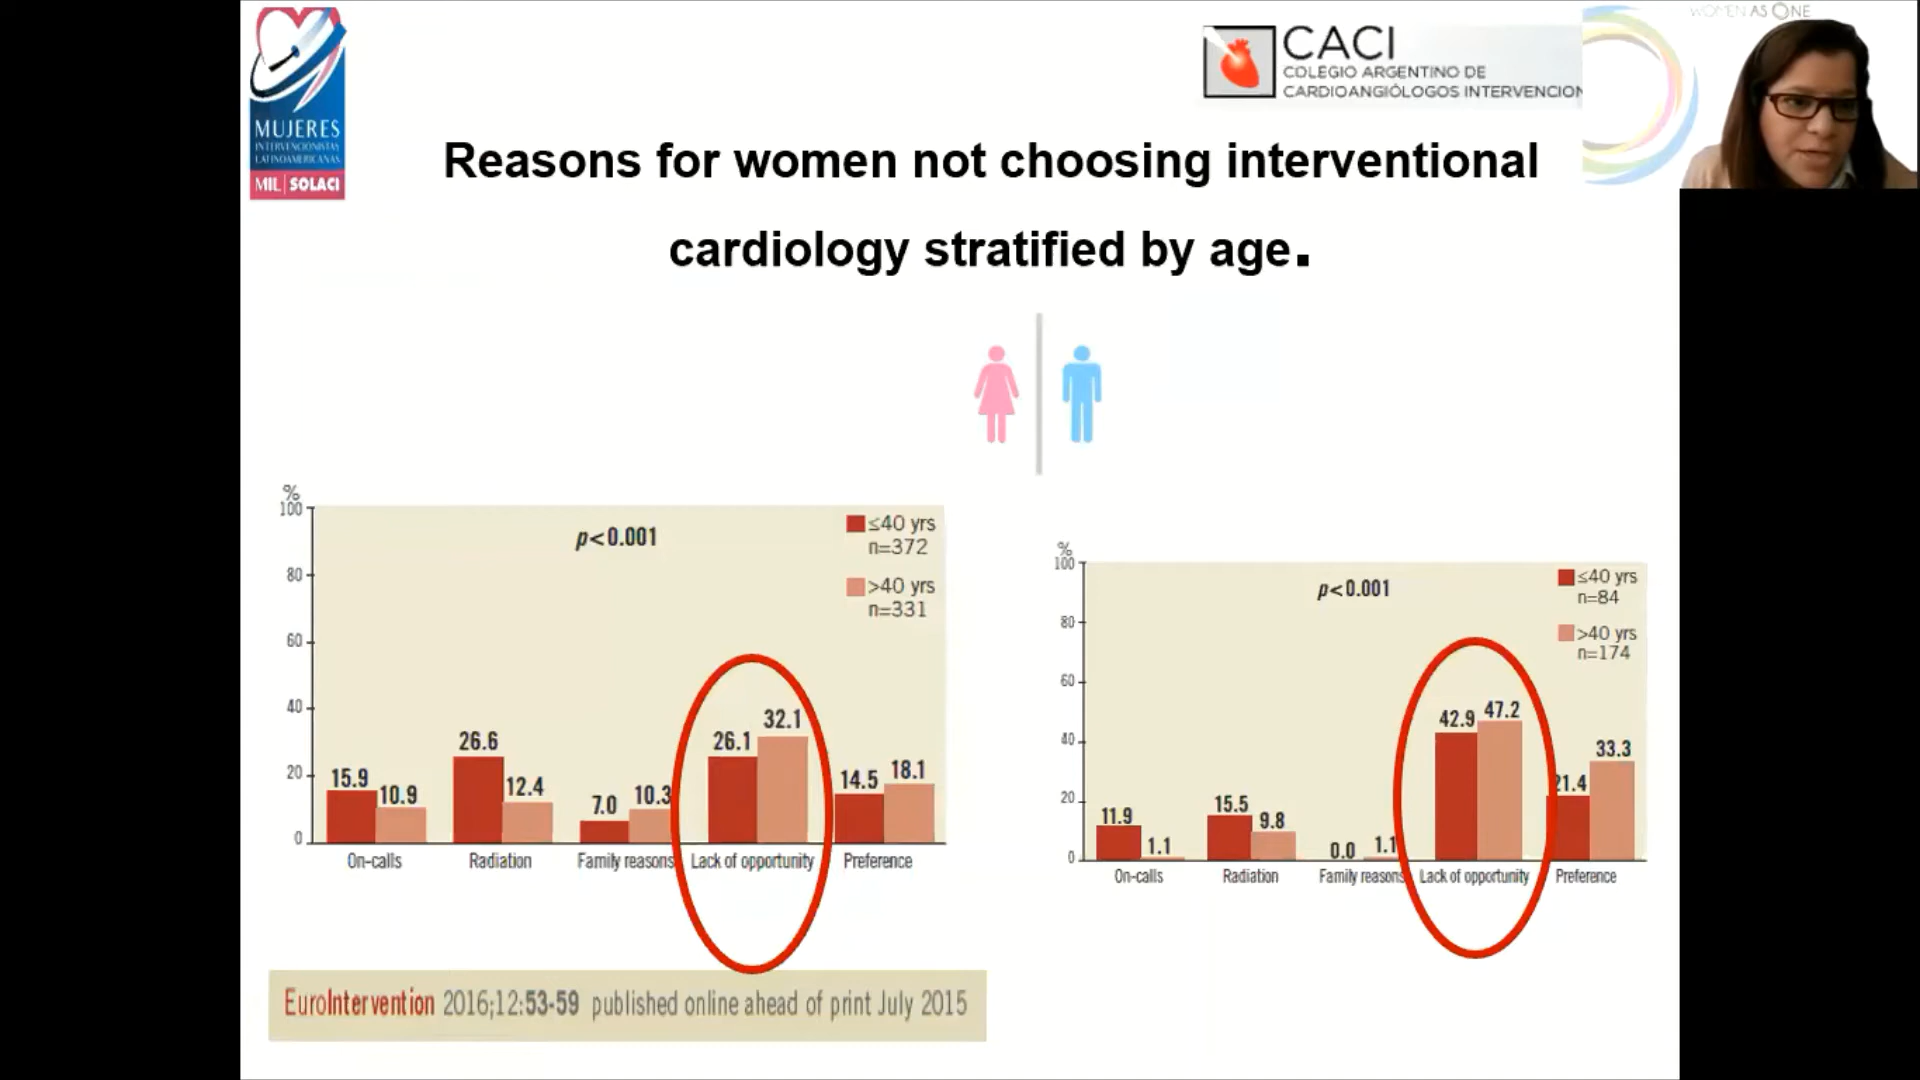 MUJERES
INTERVENCIONISTAS
LATINOAMERICANAS
MIL | SOLACI
CACI
COLEGIO ARGENTINO DE
CARDIOANGIÓLOGOS INTERVENCION
WOMEN AS ONE
Reasons for women not choosing interventional
cardiology stratified by age.
%
100
80
60
40
20
0
p<0.001
≤40 yrs
n=372
>40 yrs
n=331
15.9
10.9
26.6
12.4
7.0
10.3
26.1
32.1
14.5
18.1
On-calls
Radiation
Family reasons
Lack of opportunity
Preference
%
100
80
60
40
20
0
p<0.001
≤40 yrs
n=84
>40 yrs
n=174
11.9
1.1
15.5
9.8
0.0
1.1
42.9
47.2
21.4
33.3
On-calls
Radiation
Family reasons
Lack of opportunity
Preference
EuroIntervention 2016;12:53-59 published online ahead of print July 2015